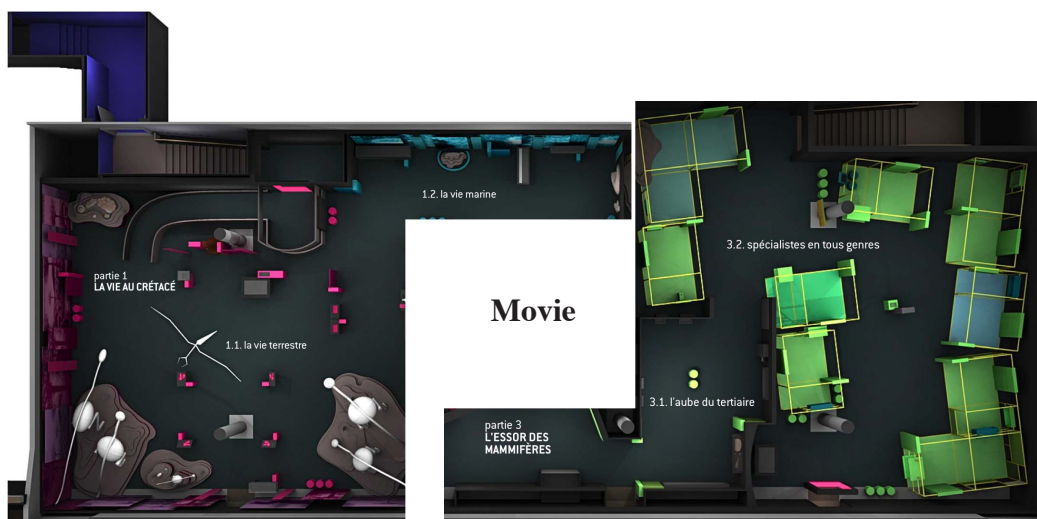 1.2. la vie marine
partie 1
LA VIE AU CRÉTACÉ
1.1. la vie terrestre
Movie
3.2. spécialistes en tous genres
3.1. l'aube du tertiaire
partie 3
L'ESSOR DES
MAMMIFÈRES